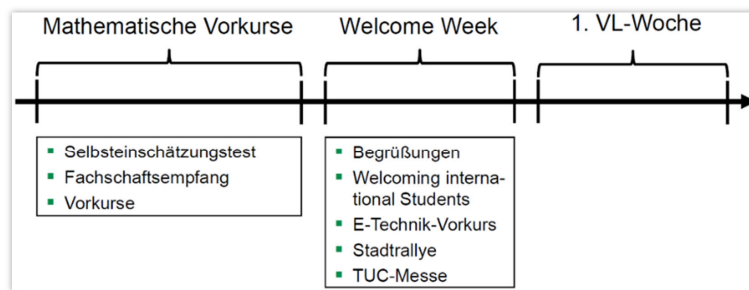 Mathematische Vorkurse
Welcome Week
1. VL-Woche
Selbsteinschätzungstest
Fachschaftsempfang
Vorkurse
Begrüßungen
Welcoming interna-
tional Students
E-Technik-Vorkurs
Stadtrallye
TUC-Messe